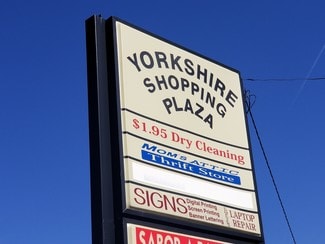 YORKSHIRE
SHOPPING
PLAZA
$1.95 Dry Cleaning
MOM'S ATTIC
Thrift Store
SIGNS
Digital Printing
Screen Printing
Banner Lettering
LAPTOP
REPAIR